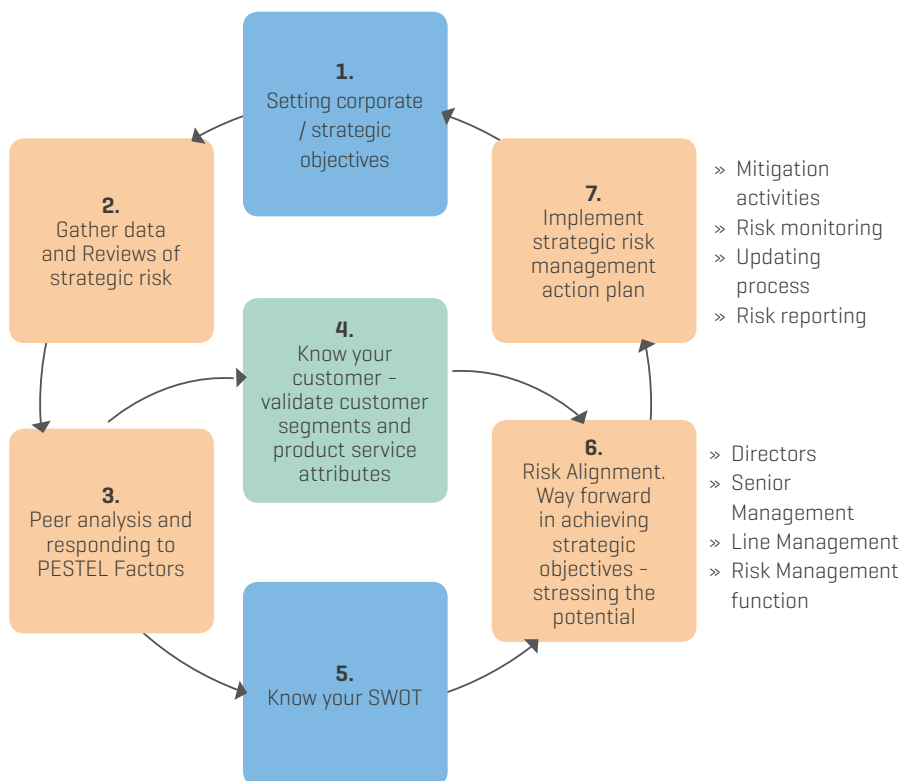 1.
Setting corporate
/ strategic
objectives
2.
Gather data
and Reviews of
strategic risk
3.
Peer analysis and
responding to
PESTEL Factors
4.
Know your
customer -
validate customer
segments and
product service
attributes
5.
Know your SWOT
6.
Risk Alignment.
Way forward
in achieving
strategic
objectives -
stressing the
potential
» Directors
» Senior
Management
» Line Management
» Risk Management
function
7.
Implement
strategic risk
management
action plan
» Mitigation
activities
» Risk monitoring
» Updating
process
» Risk reporting